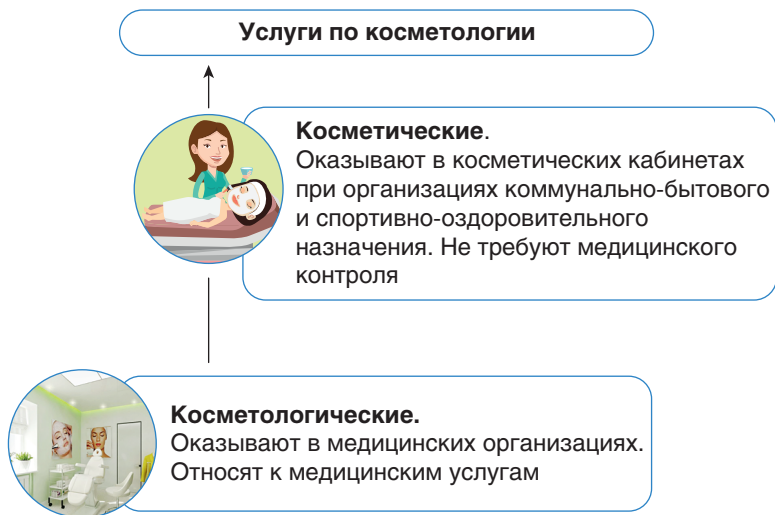 Услуги по косметологии
Косметические.
Оказывают в косметических кабинетах
при организациях коммунально-бытового
и спортивно-оздоровительного
назначения. Не требуют медицинского
контроля
Косметологические.
Оказывают в медицинских организациях.
Относят к медицинским услугам